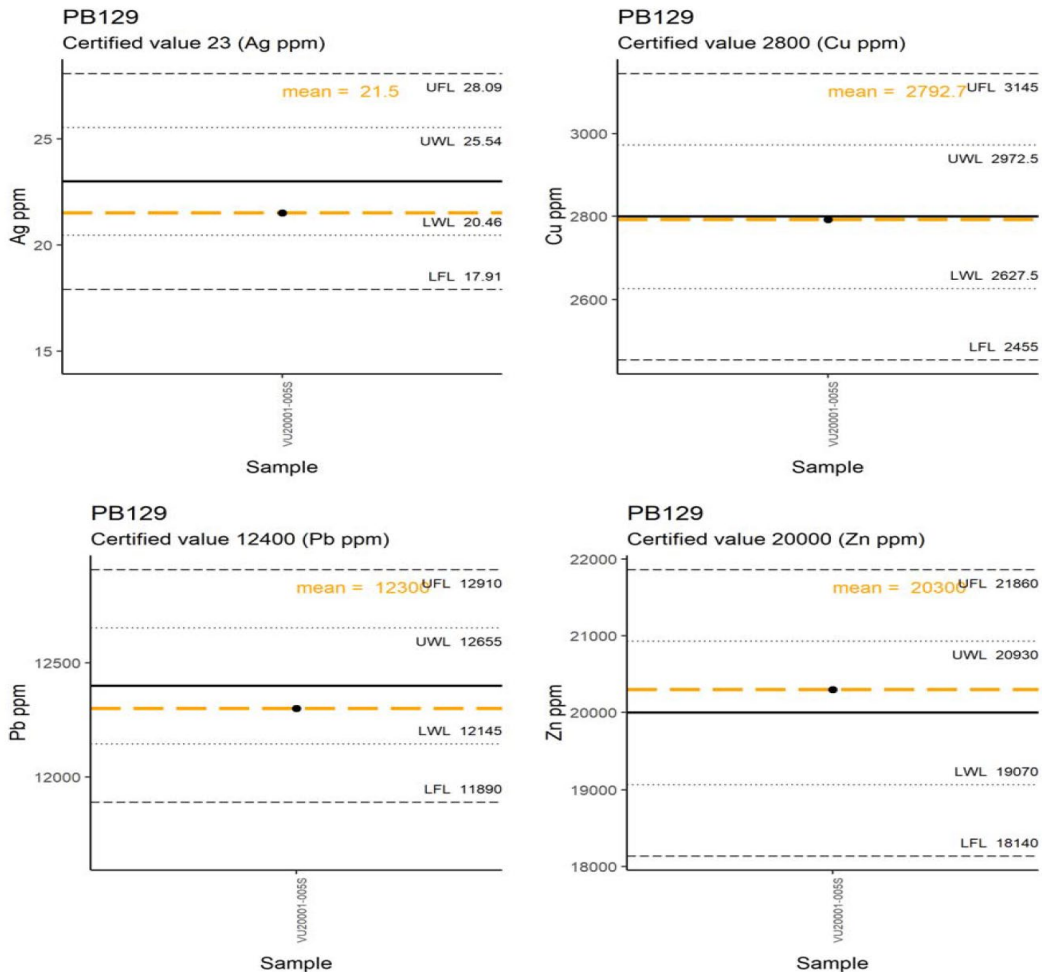 PB129
Certified value 23 (Ag ppm)
UFL 28.09
mean = 21.5
25
UWL 25.54
Ag ppm
LWL 20.46
20
LFL 17.91
15
VU20001-005S
Sample
PB129
Certified value 2800 (Cu ppm)
UFL 3145
mean = 2792.7
3000
UWL 2972.5
Cu ppm
2800
LWL 2627.5
2600
LFL 2455
VU20001-005S
Sample
PB129
Certified value 12400 (Pb ppm)
UFL 12910
mean = 12300
UWL 12655
12500
Pb ppm
LWL 12145
12000
LFL 11890
VU20001-005S
Sample
PB129
Certified value 20000 (Zn ppm)
22000
UFL 21860
mean = 20300
21000
UWL 20930
Zn ppm
20000
LWL 19070
19000
LFL 18140
18000
VU20001-005S
Sample